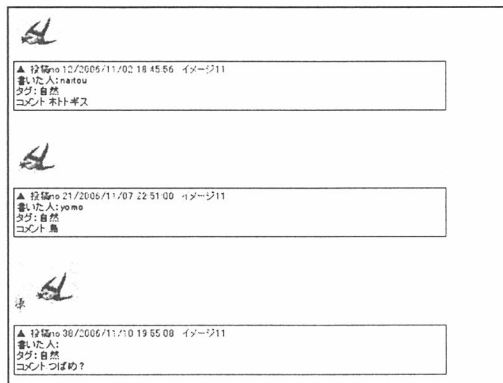 ▲ 投稿no 12/2006/11/02 18:45:56 イメージ11
書いた人:naitou
タグ:自然
コメント ホトトギス
▲ 投稿no 21/2006/11/07 22:51:00 イメージ11
書いた人:yomo
タグ:自然
コメント 鳥
▲ 投稿no 38/2006/11/10 19:55:08 イメージ11
書いた人:
タグ:自然
コメント つばめ?